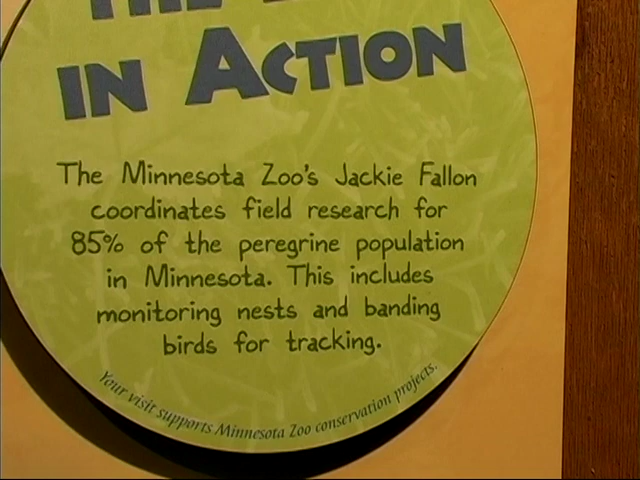 THE
IN ACTION
The Minnesota Zoo's Jackie Fallon
coordinates field research for
85% of the peregrine population
in Minnesota. This includes
monitoring nests and banding
birds for tracking.
Your visit supports Minnesota Zoo conservation projects.